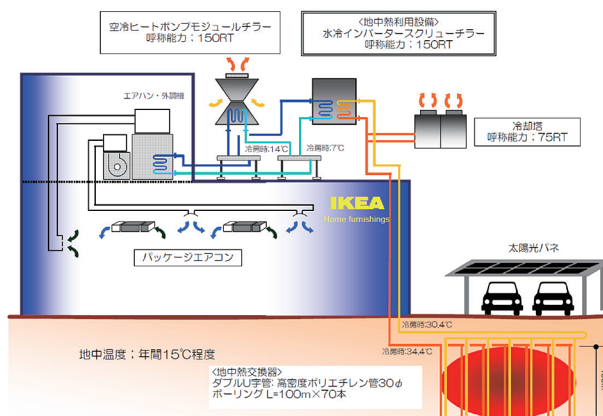 空冷ヒートポンプモジュールチラー
呼称能力：150RT
<地中熱利用設備>
水冷インバータースクリューチラー
呼称能力：150RT
エアハン・外調機
冷房時:14℃
冷房時:7℃
冷却塔
呼称能力：75RT
IKEA
Home furnishings
パッケージエアコン
太陽光パネ
冷房時:30.4℃
冷房時:34.4℃
地中温度：年間15℃程度
<地中熱交換器>
ダブルU字管: 高密度ポリエチレン管30φ
ボーリング L=100m×70本